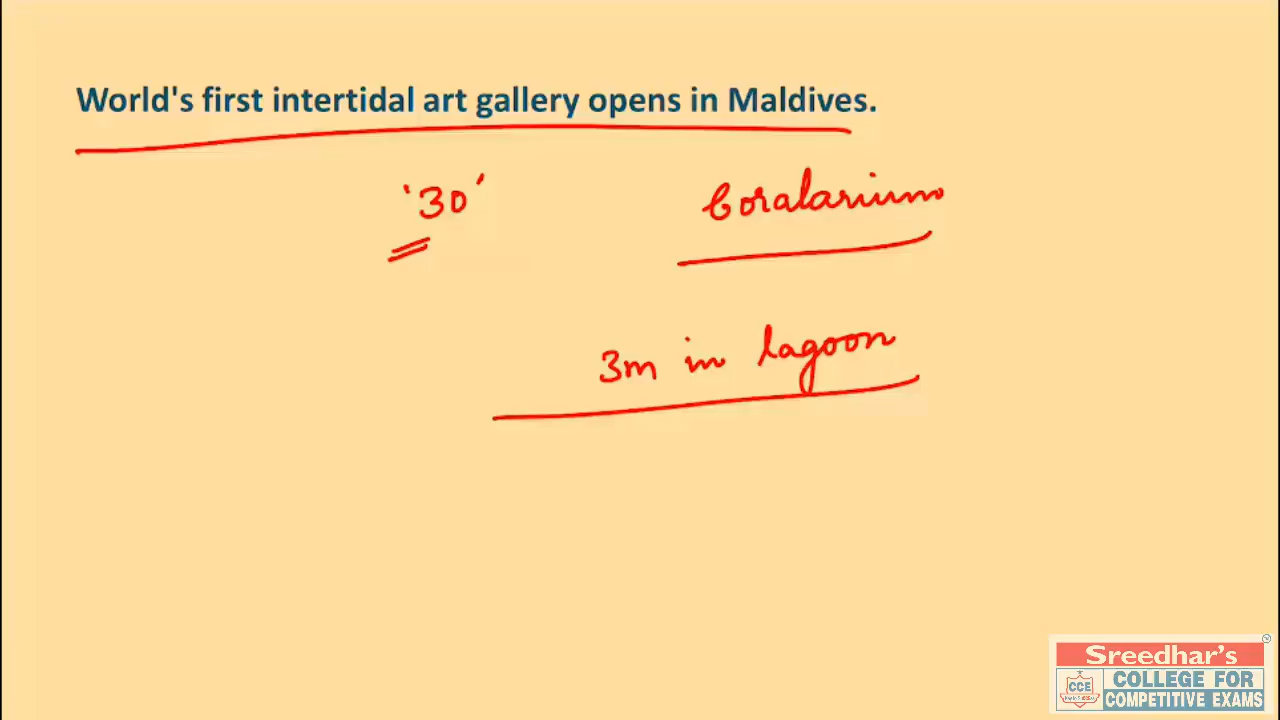 World's first intertidal art gallery opens in Maldives.
'30' Coralarium
3m in lagoon
Sreedhar's
CCE
COLLEGE FOR
COMPETITIVE EXAMS